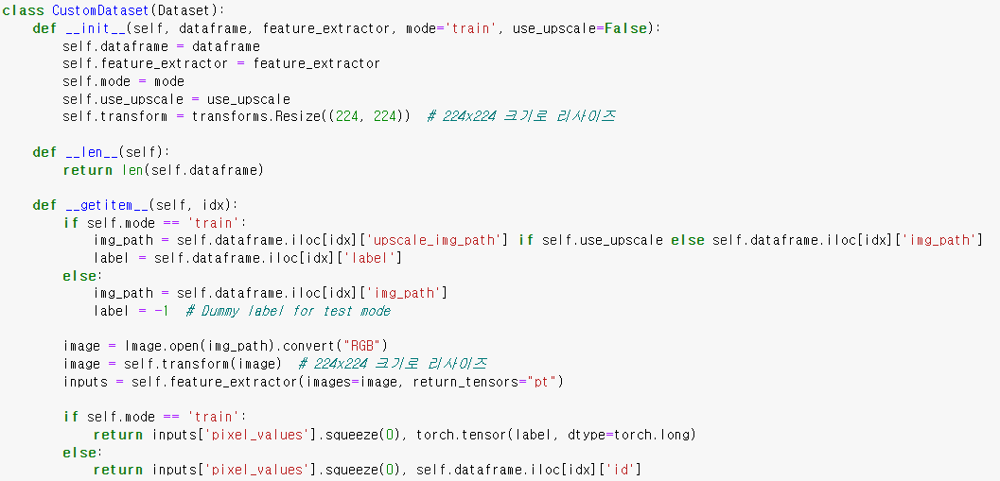 class CustomDataset(Dataset):
    def __init__(self, dataframe, feature_extractor, mode='train', use_upscale=False):
        self.dataframe = dataframe
        self.feature_extractor = feature_extractor
        self.mode = mode
        self.use_upscale = use_upscale
        self.transform = transforms.Resize((224, 224))  # 224x224 크기로 리사이즈

    def __len__(self):
        return len(self.dataframe)

    def __getitem__(self, idx):
        if self.mode == 'train':
            img_path = self.dataframe.iloc[idx]['upscale_img_path'] if self.use_upscale else self.dataframe.iloc[idx]['img_path']
            label = self.dataframe.iloc[idx]['label']
        else:
            img_path = self.dataframe.iloc[idx]['img_path']
            label = -1  # Dummy label for test mode

        image = Image.open(img_path).convert("RGB")
        image = self.transform(image)  # 224x224 크기로 리사이즈
        inputs = self.feature_extractor(images=image, return_tensors="pt")

        if self.mode == 'train':
            return inputs['pixel_values'].squeeze(0), torch.tensor(label, dtype=torch.long)
        else:
            return inputs['pixel_values'].squeeze(0), self.dataframe.iloc[idx]['id']